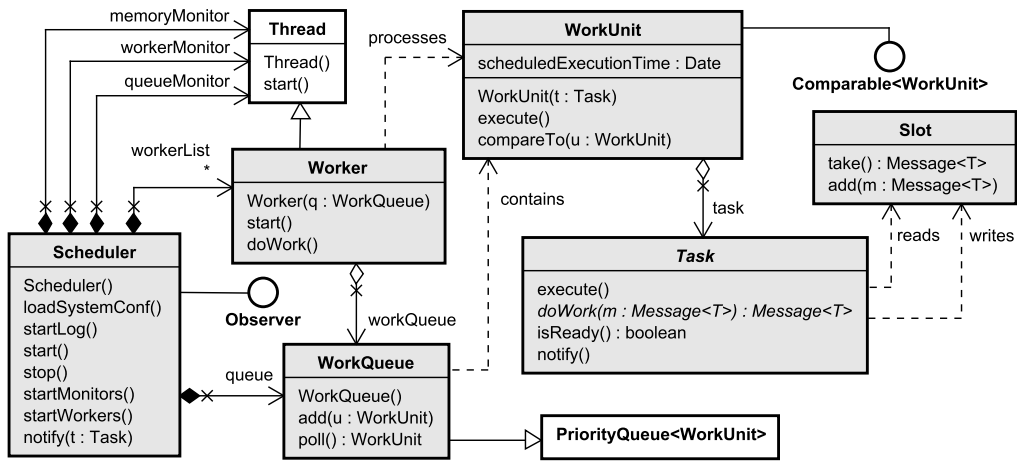 memoryMonitor
workerMonitor
queueMonitor
Thread
Thread()
start()
processes
WorkUnit
scheduledExecutionTime : Date
WorkUnit(t : Task)
execute()
compareTo(u : WorkUnit)
Comparable<WorkUnit>
Slot
take() : Message<T>
add(m : Message<T>)
workerList
*
Worker
Worker(q : WorkQueue)
start()
doWork()
contains
task
reads
writes
Scheduler
Scheduler()
loadSystemConf()
startLog()
start()
stop()
startMonitors()
startWorkers()
notify(t : Task)
Observer
Task
execute()
doWork(m : Message<T>) : Message<T>
isReady() : boolean
notify()
workQueue
queue
WorkQueue
WorkQueue()
add(u : WorkUnit)
poll() : WorkUnit
PriorityQueue<WorkUnit>